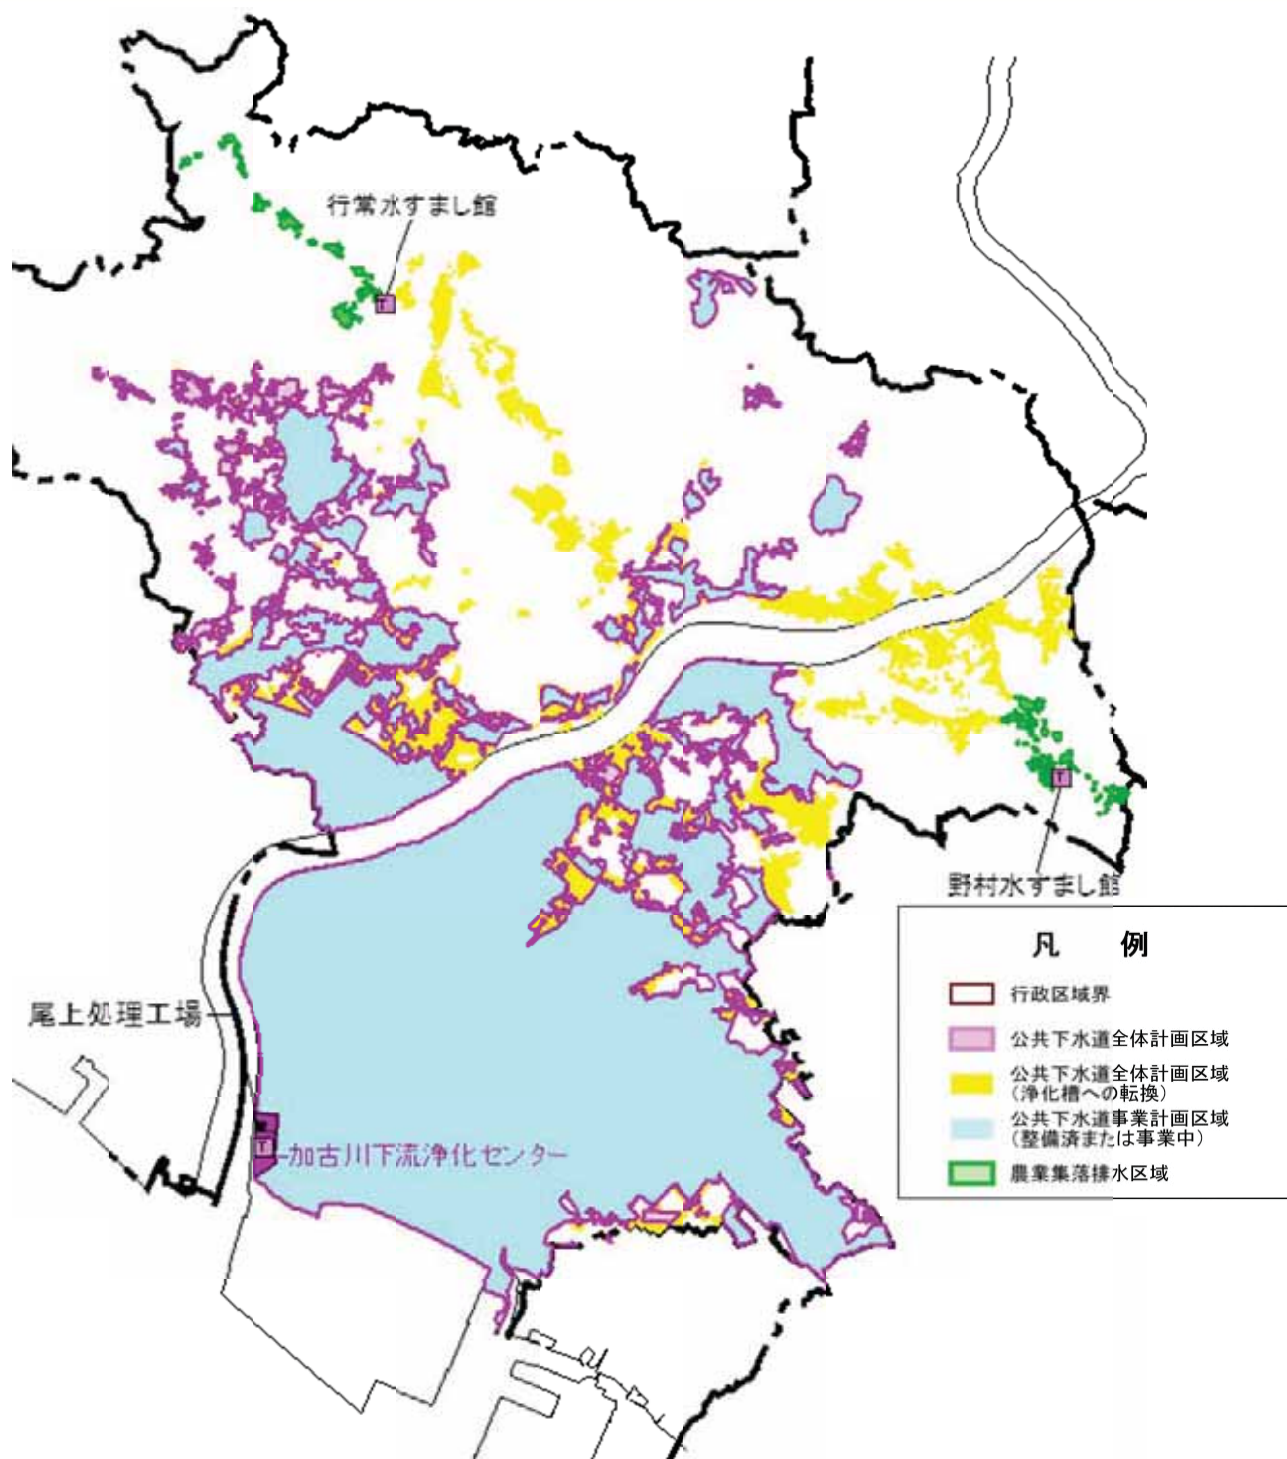 行常水すまし館
T
T
野村水すまし館
尾上処理工場
T
加古川下流浄化センター
凡 例
行政区域界
公共下水道全体計画区域
公共下水道全体計画区域
(浄化槽への転換)
公共下水道事業計画区域
(整備済または事業中)
農業集落排水区域